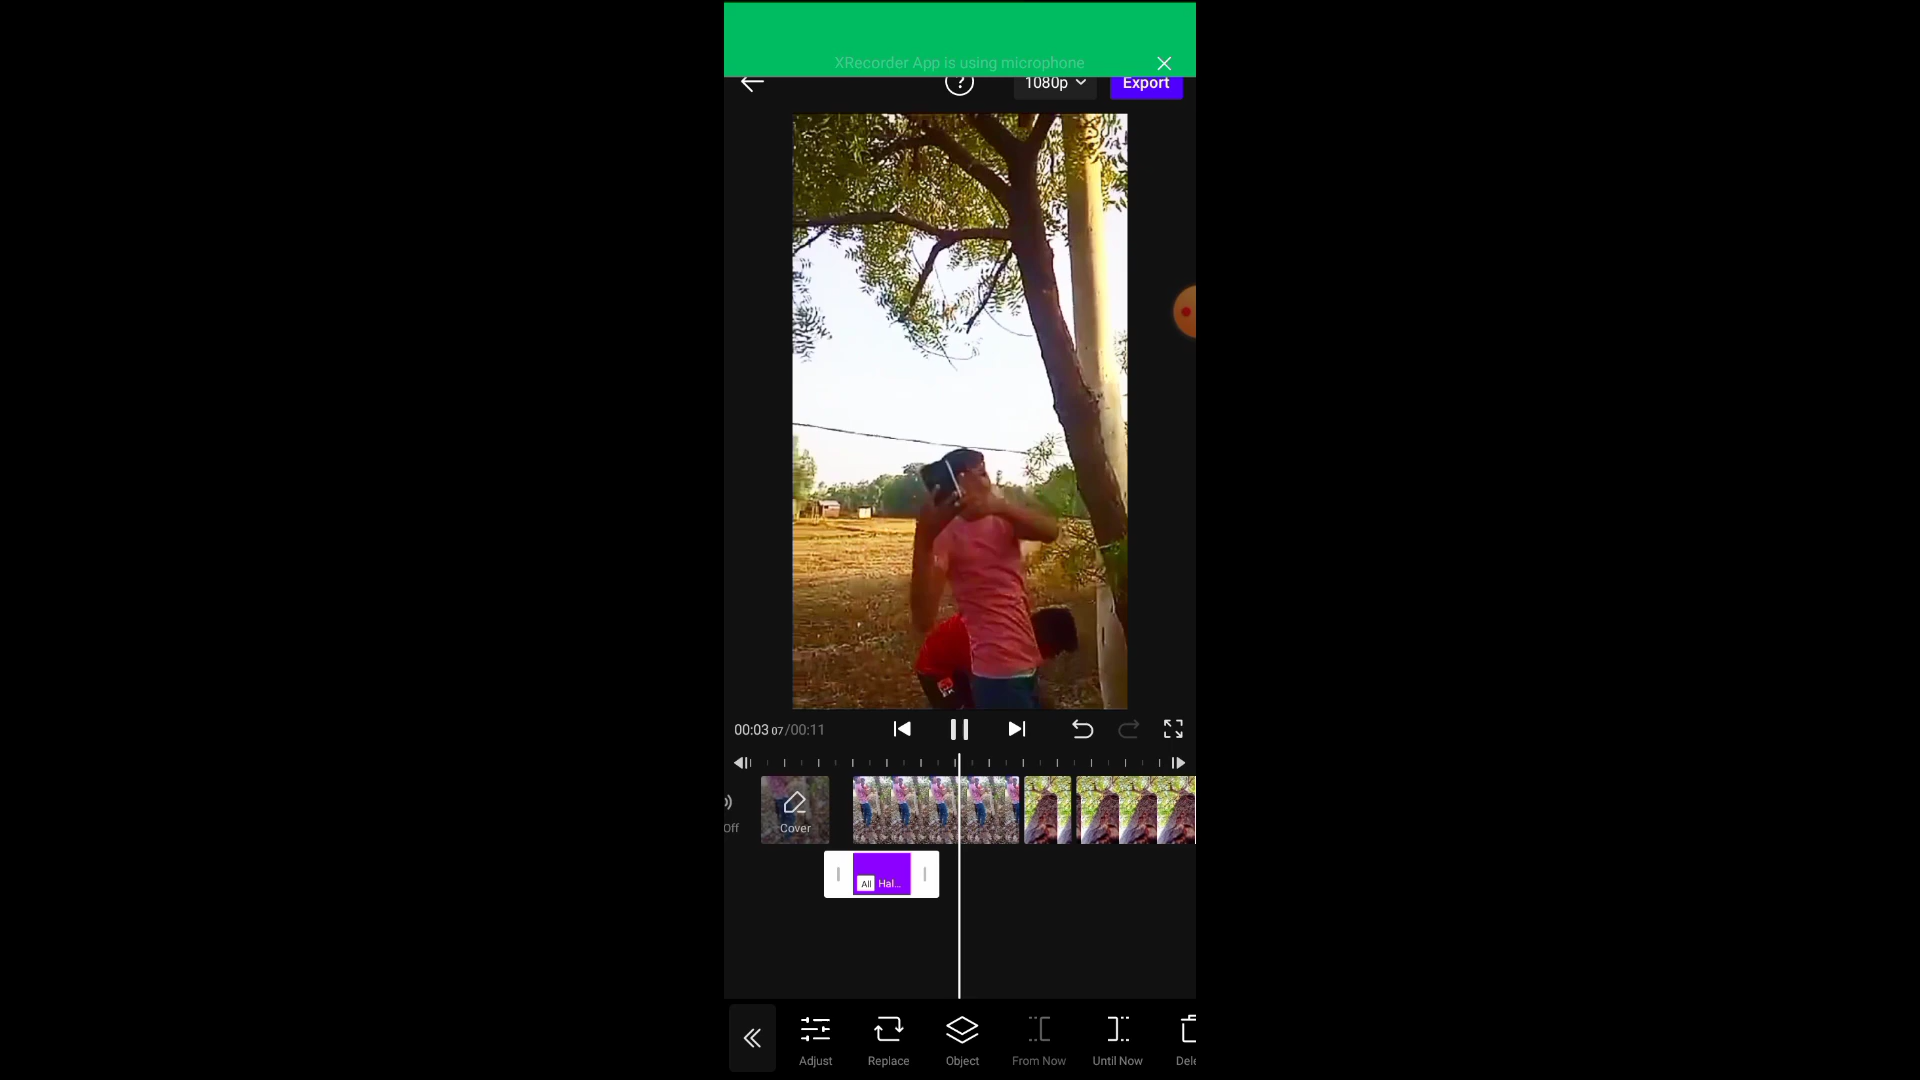 XRecorder App is using microphone
1080p
Export
00:03 07/00:11
Off
Cover
All Hal...
Adjust
Replace
Object
From Now
Until Now
Dele